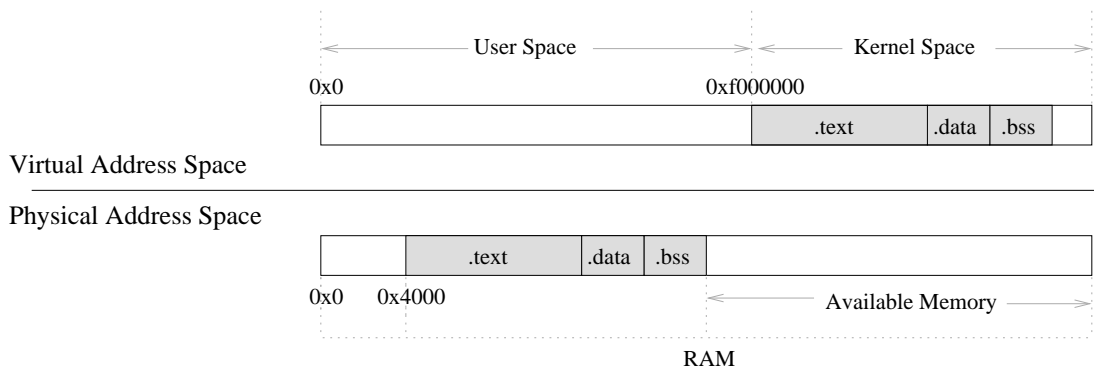 User Space Kernel Space
0x0 0xf000000
.text .data .bss
Virtual Address Space
Physical Address Space
.text .data .bss
0x0 0x4000 Available Memory
RAM